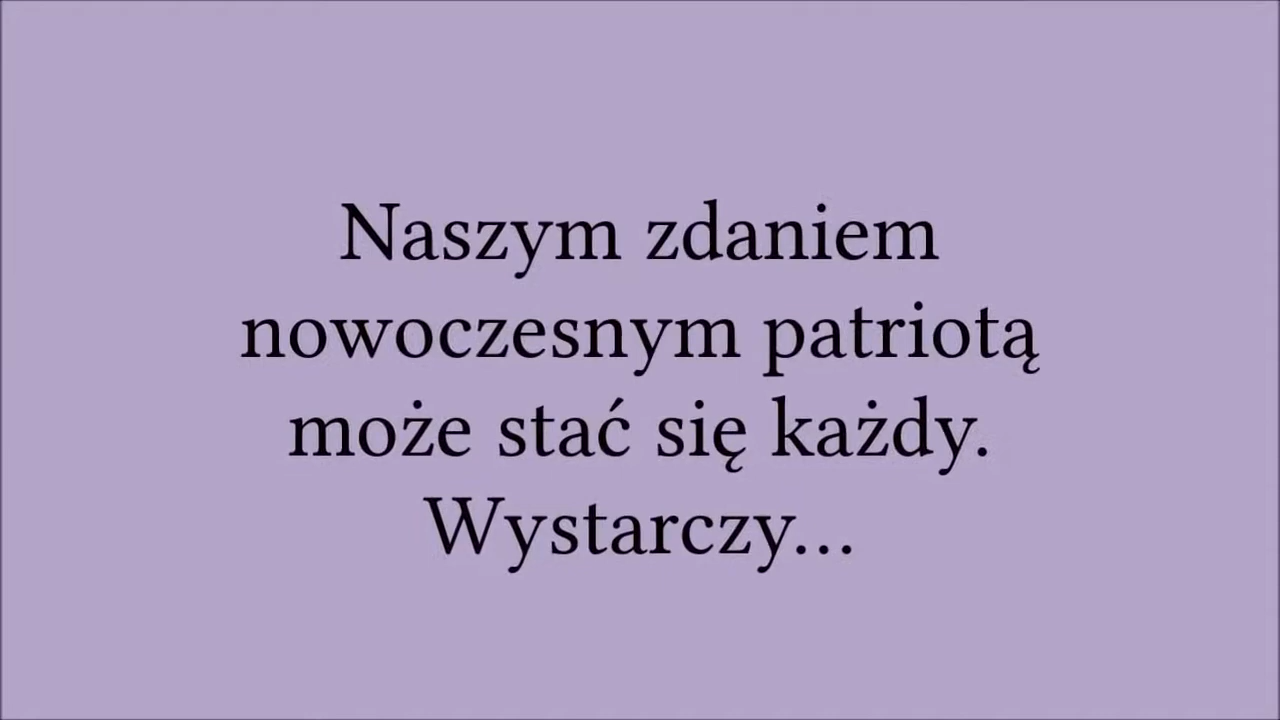 Naszym zdaniem
nowoczesnym patriotą
może stać się każdy.
Wystarczy...